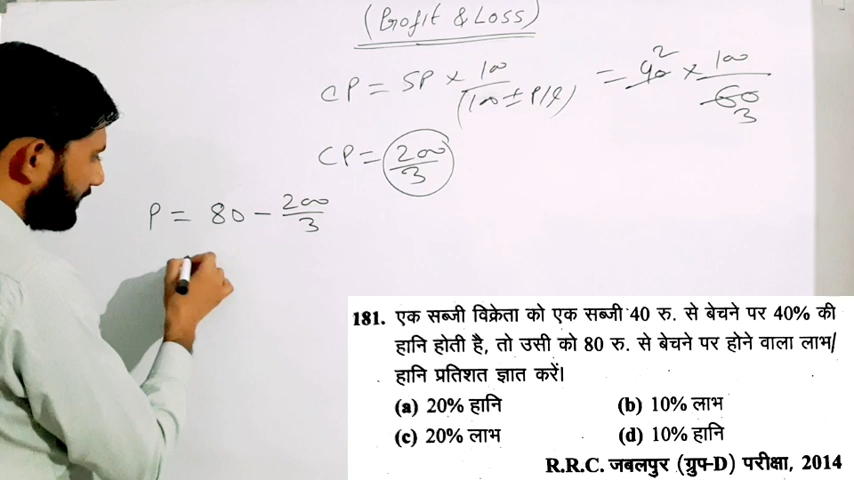 (Profit & Loss)
CP = SP × 100/(100 ± P/L) = 40 2 × 100/60 3
CP = 200/3
P = 80 - 200/3
181. एक सब्जी विक्रेता को एक सब्जी 40 रु. से बेचने पर 40% की
हानि होती है, तो उसी को 80 रु. से बेचने पर होने वाला लाभ/
हानि प्रतिशत ज्ञात करें।
(a) 20% हानि (b) 10% लाभ
(c) 20% लाभ (d) 10% हानि
R.R.C. जबलपुर (ग्रुप-D) परीक्षा, 2014